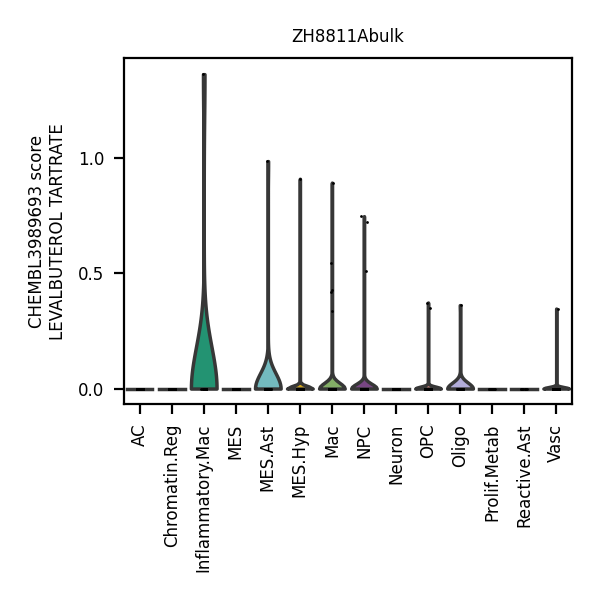 ZH8811Abulk
CHEMBL3989693 score
LEVALBUTEROL TARTRATE
1.0
0.5
0.0
AC
Chromatin.Reg
Inflammatory.Mac
MES
MES.Ast
MES.Hyp
Mac
NPC
Neuron
OPC
Oligo
Prolif.Metab
Reactive.Ast
Vasc